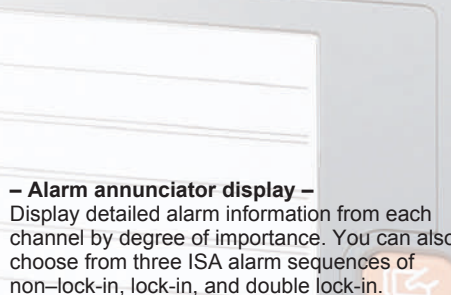 – Alarm annunciator display –
Display detailed alarm information from each
channel by degree of importance. You can also
choose from three ISA alarm sequences of
non–lock-in, lock-in, and double lock-in.